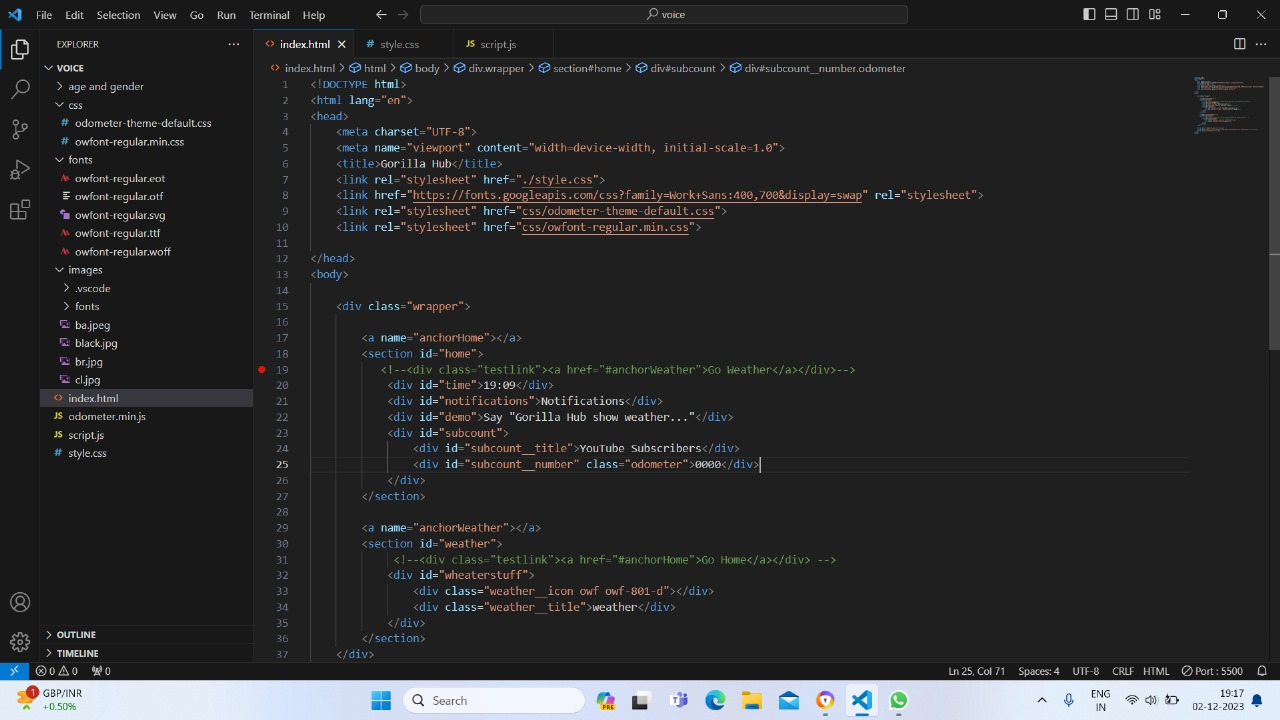 File Edit Selection View Go Run Terminal Help
voice
EXPLORER
index.html
style.css
JS script.js
VOICE
age and gender
css
odometer-theme-default.css
owfont-regular.min.css
fonts
owfont-regular.eot
owfont-regular.otf
owfont-regular.svg
owfont-regular.ttf
owfont-regular.woff
images
.vscode
fonts
ba.jpeg
black.jpg
br.jpg
cl.jpg
index.html
JS odometer.min.js
JS script.js
# style.css
OUTLINE
TIMELINE
index.html > html > body > div.wrapper > section#home > div#subcount > div#subcount__number.odometer
1 <!DOCTYPE html>
2 <html lang="en">
3 <head>
4 <meta charset="UTF-8">
5 <meta name="viewport" content="width=device-width, initial-scale=1.0">
6 <title>Gorilla Hub</title>
7 <link rel="stylesheet" href="./style.css">
8 <link href="https://fonts.googleapis.com/css?family=Work+Sans:400,700&display=swap" rel="stylesheet">
9 <link rel="stylesheet" href="css/odometer-theme-default.css">
10 <link rel="stylesheet" href="css/owfont-regular.min.css">
11
12 </head>
13 <body>
14
15 <div class="wrapper">
16
17 <a name="anchorHome"></a>
18 <section id="home">
19 <!--<div class="testlink"><a href="#anchorWeather">Go Weather</a></div>-->
20 <div id="time">19:09</div>
21 <div id="notifications">Notifications</div>
22 <div id="demo">Say "Gorilla Hub show weather..."</div>
23 <div id="subcount">
24 <div id="subcount__title">YouTube Subscribers</div>
25 <div id="subcount__number" class="odometer">0000</div>
26 </div>
27 </section>
28
29 <a name="anchorWeather"></a>
30 <section id="weather">
31 <!--<div class="testlink"><a href="#anchorHome">Go Home</a></div> -->
32 <div id="wheaterstuff">
33 <div class="weather__icon owf owf-801-d"></div>
34 <div class="weather__title">weather</div>
35 </div>
36 </section>
37 </div>
0 0 0
Ln 25, Col 71 Spaces: 4 UTF-8 CRLF HTML Port : 5500
1
GBP/INR
+0.50%
Search
PRE
ENG
IN
19:17
02-12-2023